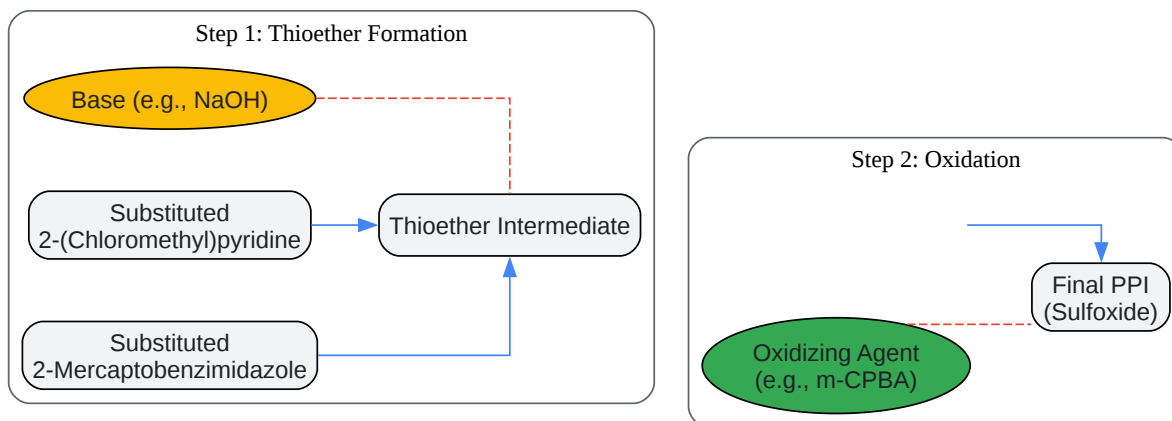 Step 1: Thioether Formation
Base (e.g., NaOH)
Substituted
2-(Chloromethyl)pyridine
Thioether Intermediate
Substituted
2-Mercaptobenzimidazole
Step 2: Oxidation
Final PPI
(Sulfoxide)
Oxidizing Agent
(e.g., m-CPBA)